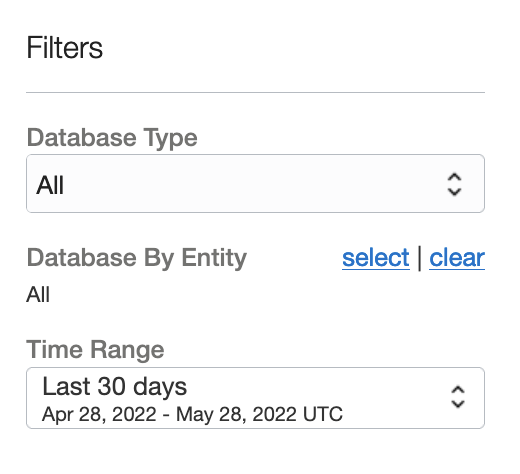 Filters
Database Type
All
Database By Entity select | clear
All
Time Range
Last 30 days
Apr 28, 2022 - May 28, 2022 UTC